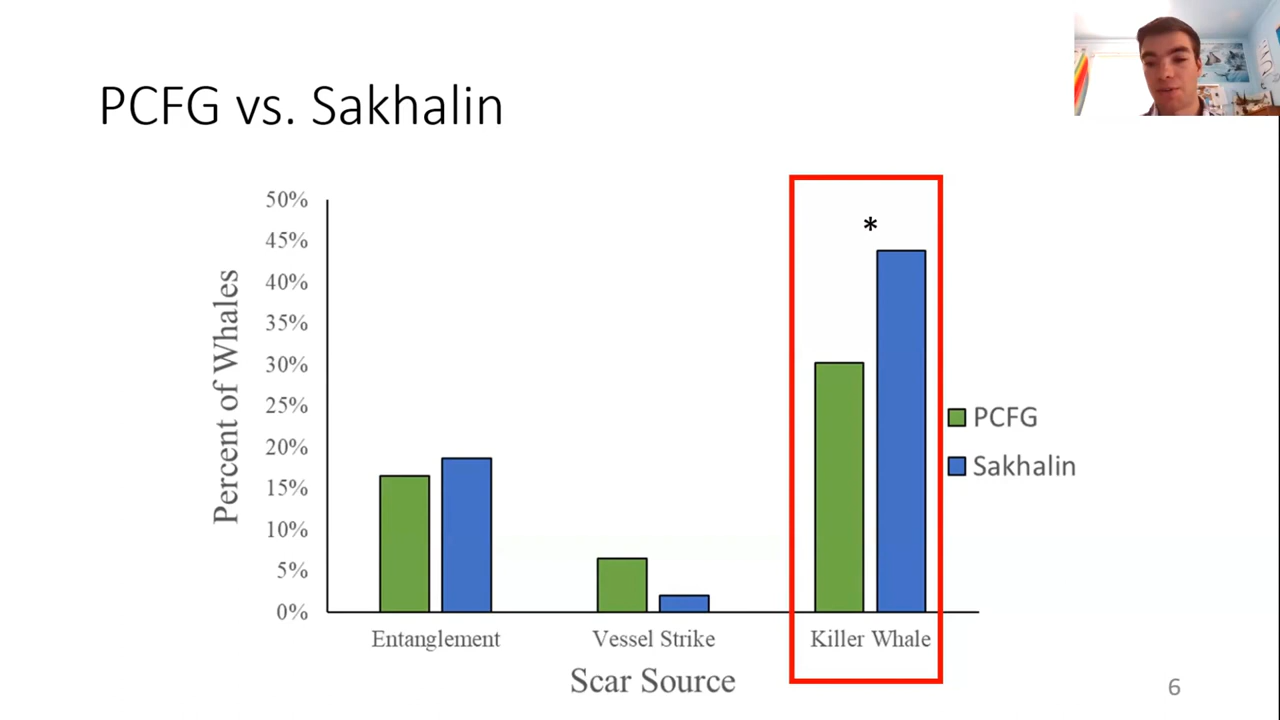 PCFG vs. Sakhalin
50%
45%
40%
35%
30%
25%
20%
15%
10%
5%
0%
Percent of Whales
*
Entanglement
Vessel Strike
Killer Whale
Scar Source
PCFG
Sakhalin
6